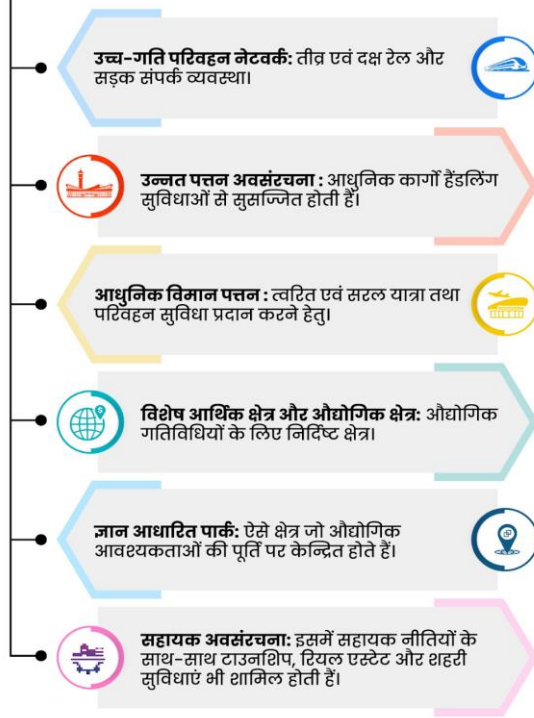 उच्च-गति परिवहन नेटवर्क: तीव्र एवं दक्ष रेल और
सड़क संपर्क व्यवस्था।
उन्नत पत्तन अवसंरचना : आधुनिक कार्गो हैंडलिंग
सुविधाओं से सुसज्जित होती हैं।
आधुनिक विमान पत्तन : त्वरित एवं सरल यात्रा तथा
परिवहन सुविधा प्रदान करने हेतु।
विशेष आर्थिक क्षेत्र और औद्योगिक क्षेत्र: औद्योगिक
गतिविधियों के लिए निर्दिष्ट क्षेत्र।
ज्ञान आधारित पार्क: ऐसे क्षेत्र जो औद्योगिक
आवश्यकताओं की पूर्ति पर केन्द्रित होते हैं।
सहायक अवसंरचना: इसमें सहायक नीतियों के
साथ-साथ टाउनशिप, रियल एस्टेट और शहरी
सुविधाएं भी शामिल होती हैं।